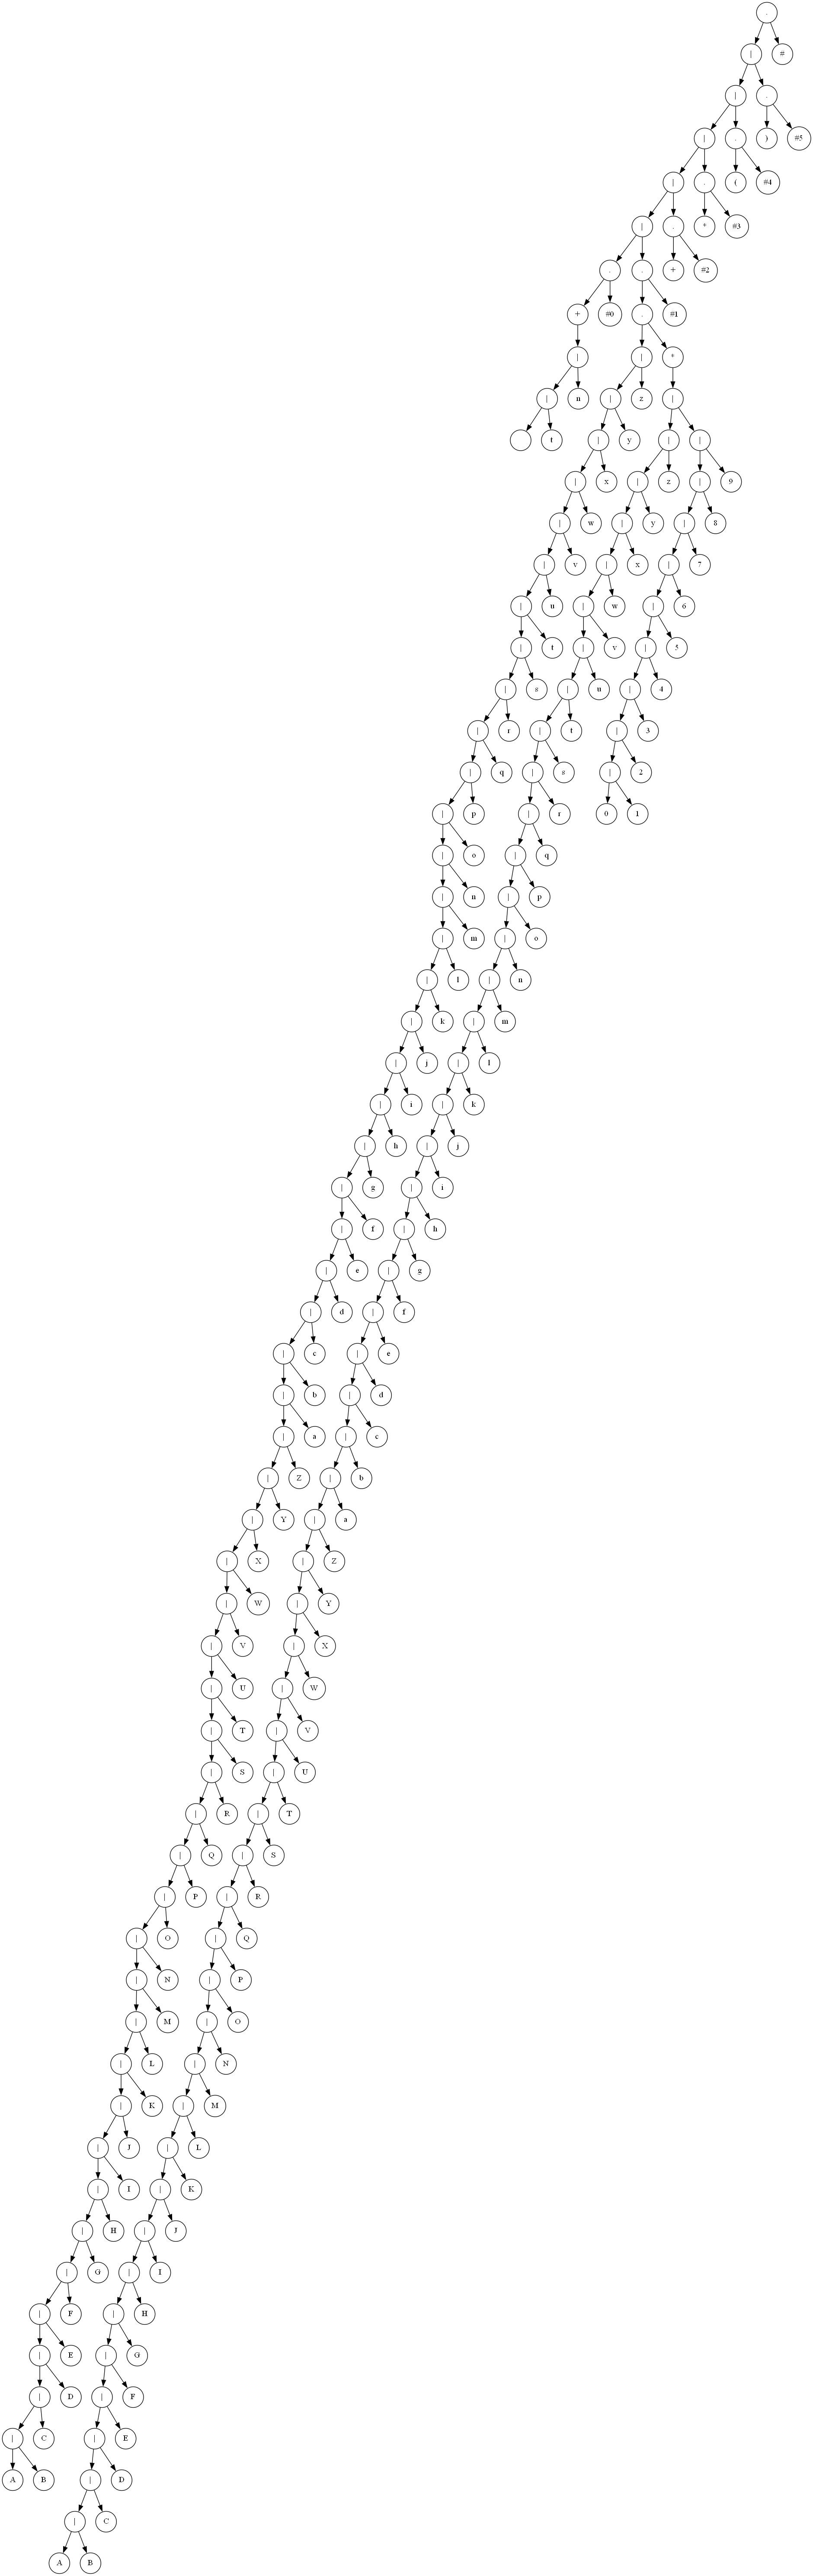 .
| #
| .
| . ) #5
| . ( #4
| . * #3
. . + #2
+ #0 . #1
| | *
| n | z |
t | y | |
| x | z | 9
| w | y | 8
| v | x | 7
| u | w | 6
| t | v | 5
| s | u | 4
| r | t | 3
| q | s | 2
| p | r 0 1
| o | q
| n | p
| m | o
| l | n
| k | m
| j | l
| i | k
| h | j
| g | i
| f | h
| e | g
| d | f
| c | e
| b | d
| a | c
| Z | b
| Y | a
| X | Z
| W | Y
| V | X
| U | W
| T | V
| S | U
| R | T
| Q | S
| P | R
| O | Q
| N | P
| M | O
| L | N
| K | M
| J | L
| I | K
| H | J
| G | I
| F | H
| E | G
| D | F
| C | E
A B | D
| C
A B